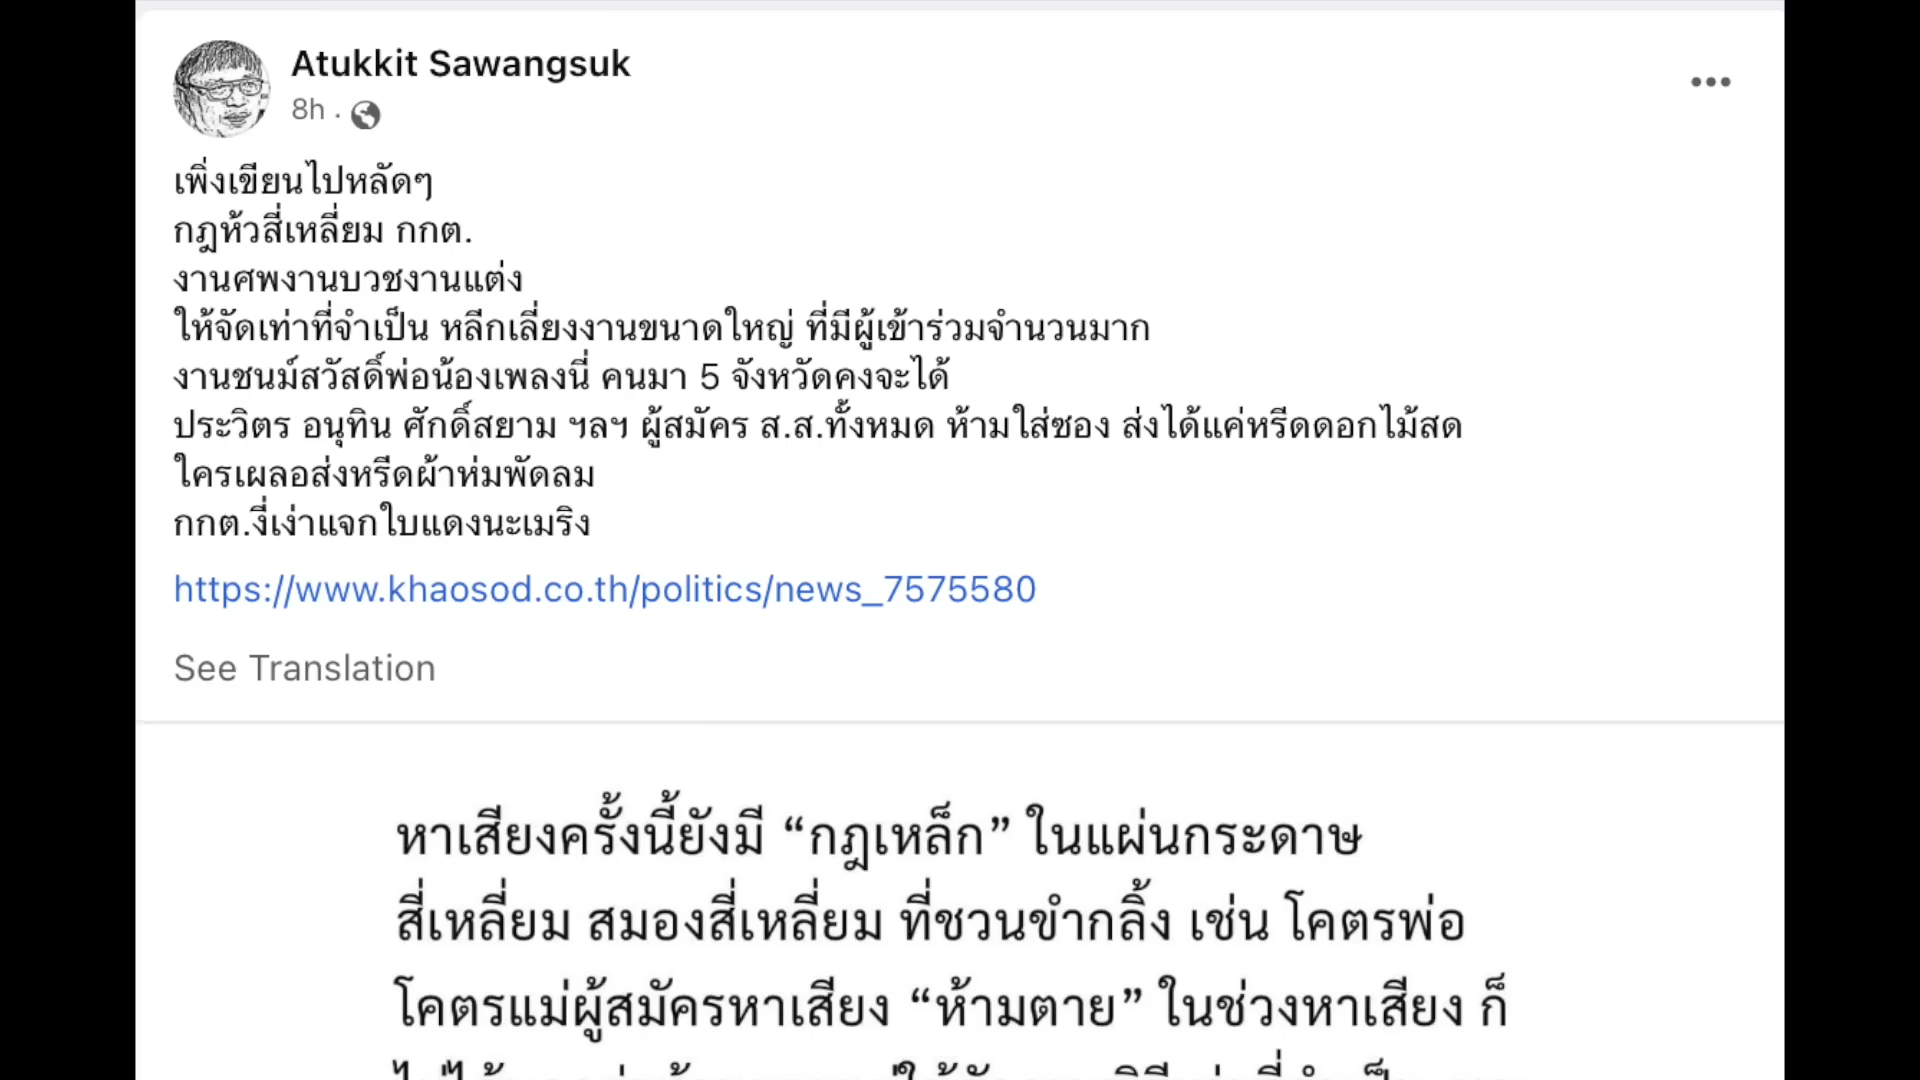 Atukkit Sawangsuk
8h .
เพิ่งเขียนไปหลัดๆ
กฎหัวสี่เหลี่ยม กกต.
งานศพงานบวชงานแต่ง
ให้จัดเท่าที่จำเป็น หลีกเลี่ยงงานขนาดใหญ่ ที่มีผู้เข้าร่วมจำนวนมาก
งานชนม์สวัสดิ์พ่อน้องเพลงนี่ คนมา 5 จังหวัดคงจะได้
ประวิตร อนุทิน ศักดิ์สยาม ฯลฯ ผู้สมัคร ส.ส.ทั้งหมด ห้ามใส่ซอง ส่งได้แค่หรีดดอกไม้สด
ใครเผลอส่งหรีดผ้าห่มพัดลม
กกต.งี่เง่าแจกใบแดงนะเมริง
https://www.khaosod.co.th/politics/news_7575580
See Translation
หาเสียงครั้งนี้ยังมี “กฎเหล็ก” ในแผ่นกระดาษ
สี่เหลี่ยม สมองสี่เหลี่ยม ที่ชวนขำกลิ้ง เช่น โคตรพ่อ
โคตรแม่ผู้สมัครหาเสียง “ห้ามตาย” ในช่วงหาเสียง ก็